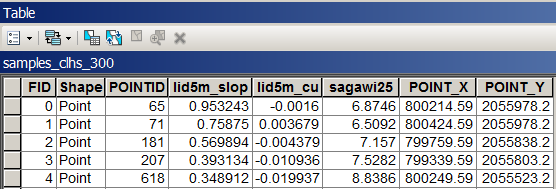 Table
samples_clhs_300
FID Shape POINTID lid5m_slop lid5m_cu sagawi25 POINT_X POINT_Y
0 Point 65 0.953243 -0.0016 6.8746 800214.59 2055978.2
1 Point 71 0.75875 0.003679 6.5092 800424.59 2055978.2
2 Point 181 0.569894 -0.004379 7.157 799759.59 2055838.2
3 Point 207 0.393134 -0.010936 7.5282 799339.59 2055803.2
4 Point 618 0.348912 -0.019937 8.8386 800249.59 2055523.2